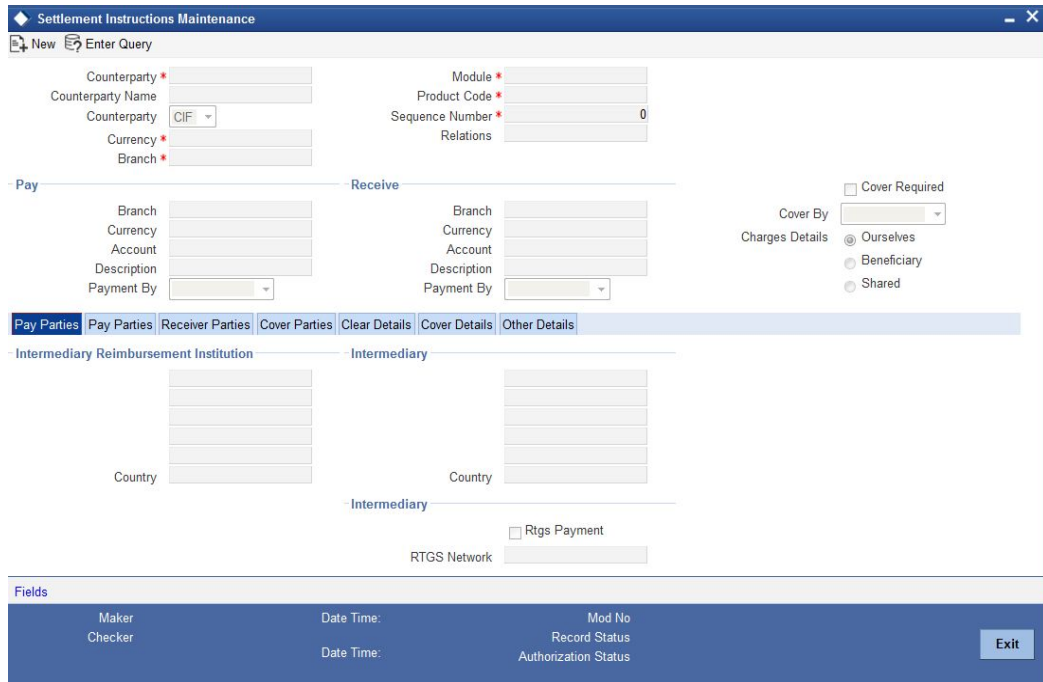 Settlement Instructions Maintenance
New Enter Query
Counterparty *
Counterparty Name
Counterparty CIF
Currency *
Branch *
Module *
Product Code *
Sequence Number * 0
Relations
Pay
Branch
Currency
Account
Description
Payment By
Receive
Branch
Currency
Account
Description
Payment By
Cover Required
Cover By
Charges Details Ourselves
Beneficiary
Shared
Pay Parties Pay Parties Receiver Parties Cover Parties Clear Details Cover Details Other Details
Intermediary Reimbursement Institution
Country
Intermediary
Country
Intermediary
Rtgs Payment
RTGS Network
Fields
Maker Date Time: Mod No
Checker Record Status
Date Time: Authorization Status
Exit